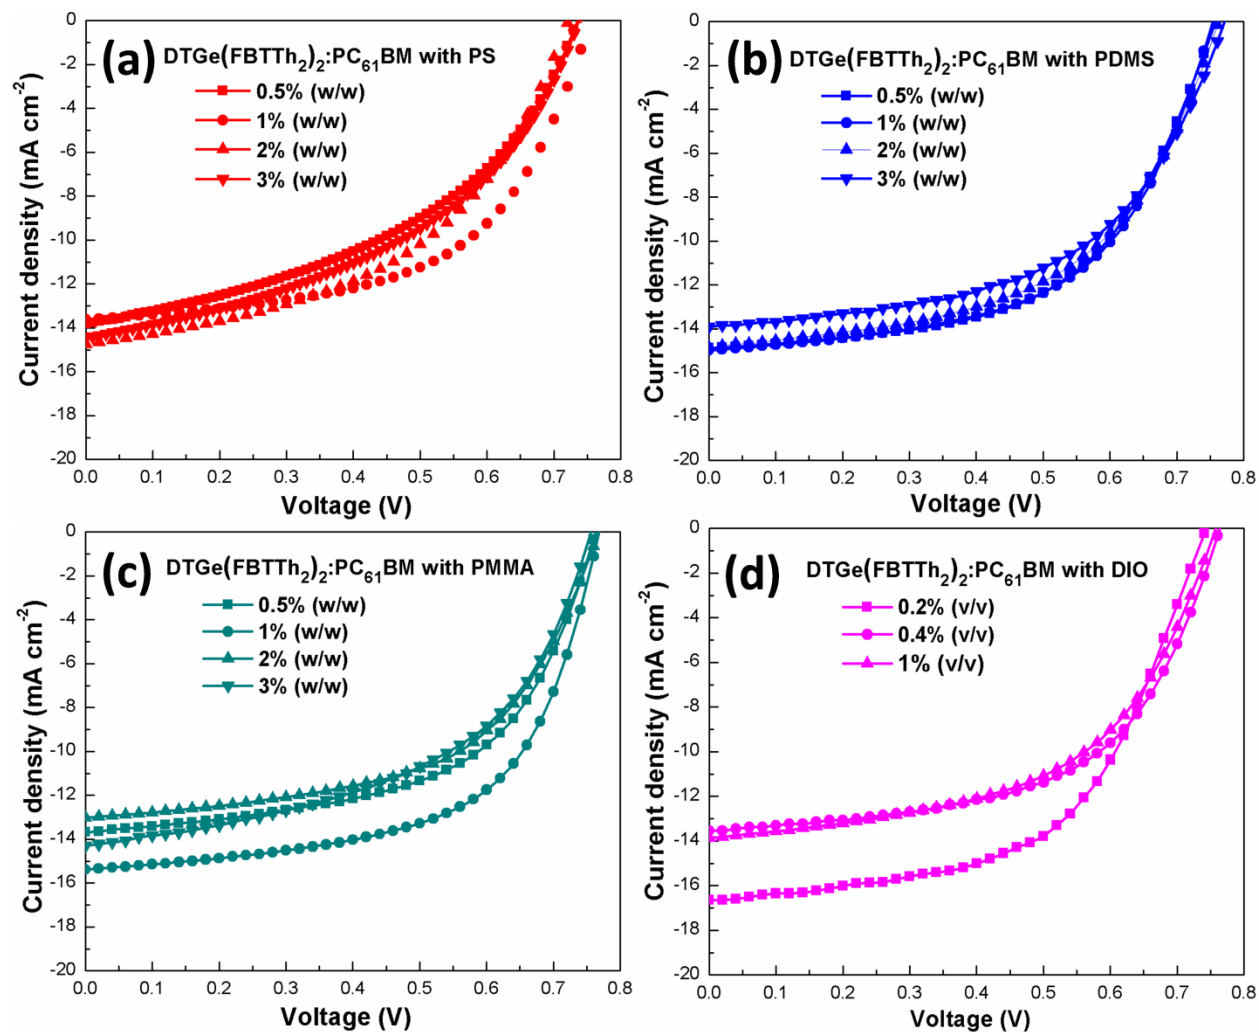 (a)
DTGe(FBTTh₂)₂:PC₆₁BM with PS
0.5% (w/w)
1% (w/w)
2% (w/w)
3% (w/w)
Current density (mA cm⁻²)
0
-2
-4
-6
-8
-10
-12
-14
-16
-18
-20
0.0 0.1 0.2 0.3 0.4 0.5 0.6 0.7 0.8
Voltage (V)
(b)
DTGe(FBTTh₂)₂:PC₆₁BM with PDMS
0.5% (w/w)
1% (w/w)
2% (w/w)
3% (w/w)
Current density (mA cm⁻²)
0
-2
-4
-6
-8
-10
-12
-14
-16
-18
-20
0.0 0.1 0.2 0.3 0.4 0.5 0.6 0.7 0.8
Voltage (V)
(c)
DTGe(FBTTh₂)₂:PC₆₁BM with PMMA
0.5% (w/w)
1% (w/w)
2% (w/w)
3% (w/w)
Current density (mA cm⁻²)
0
-2
-4
-6
-8
-10
-12
-14
-16
-18
-20
0.0 0.1 0.2 0.3 0.4 0.5 0.6 0.7 0.8
Voltage (V)
(d)
DTGe(FBTTh₂)₂:PC₆₁BM with DIO
0.2% (v/v)
0.4% (v/v)
1% (v/v)
Current density (mA cm⁻²)
0
-2
-4
-6
-8
-10
-12
-14
-16
-18
-20
0.0 0.1 0.2 0.3 0.4 0.5 0.6 0.7 0.8
Voltage (V)